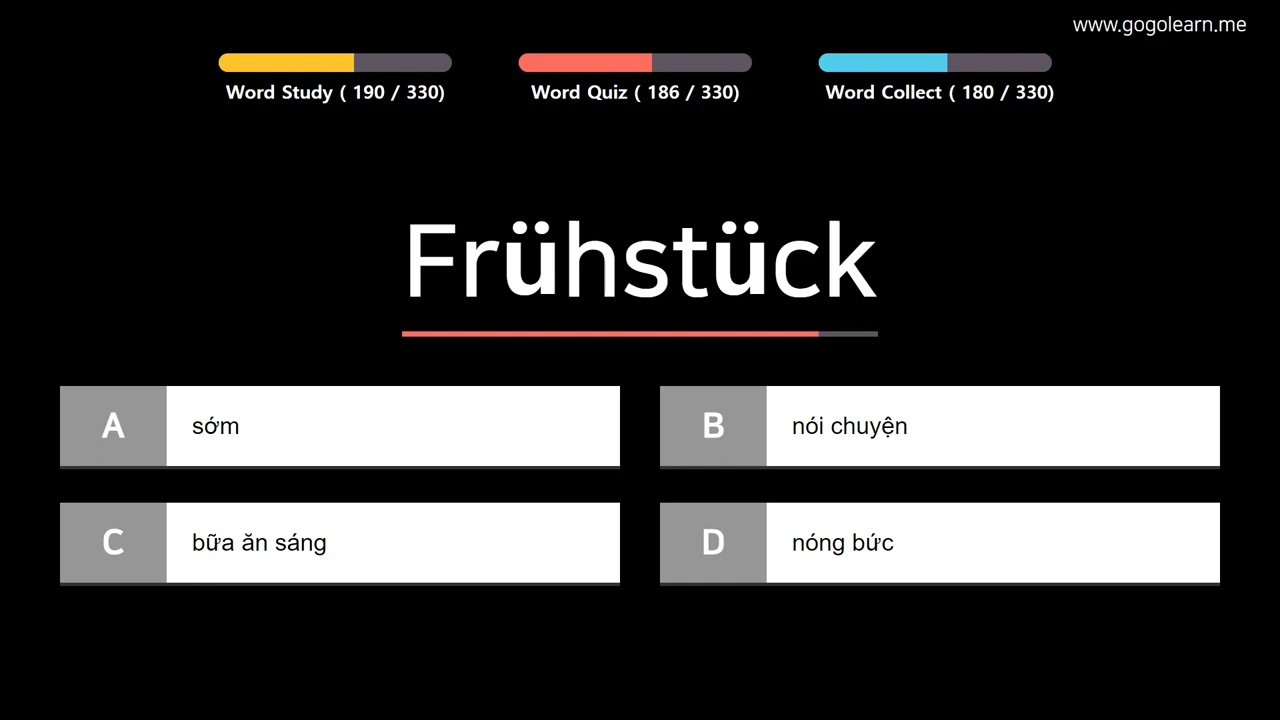 www.gogolearn.me
Word Study ( 190 / 330)
Word Quiz ( 186 / 330)
Word Collect ( 180 / 330)
Frühstück
A sớm
B nói chuyện
C bữa ăn sáng
D nóng bức